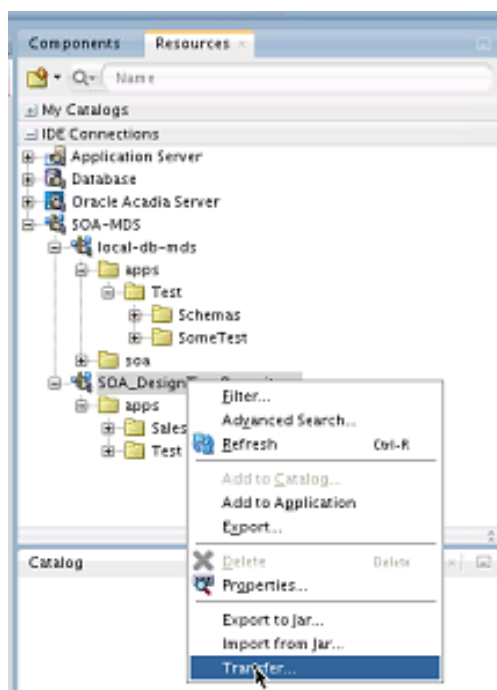 Components Resources
Name
My Catalogs
IDE Connections
Application Server
Database
Oracle Acadia Server
SOA-MDS
local-db-mds
apps
Test
Schemas
SomeTest
soa
SOA_Design
apps
Sales
Test
Filter...
Advanced Search...
Refresh Ctrl-R
Add to Catalog...
Add to Application
Export...
Delete Delete
Properties...
Export to Jar...
Import from Jar...
Transfer...
Catalog